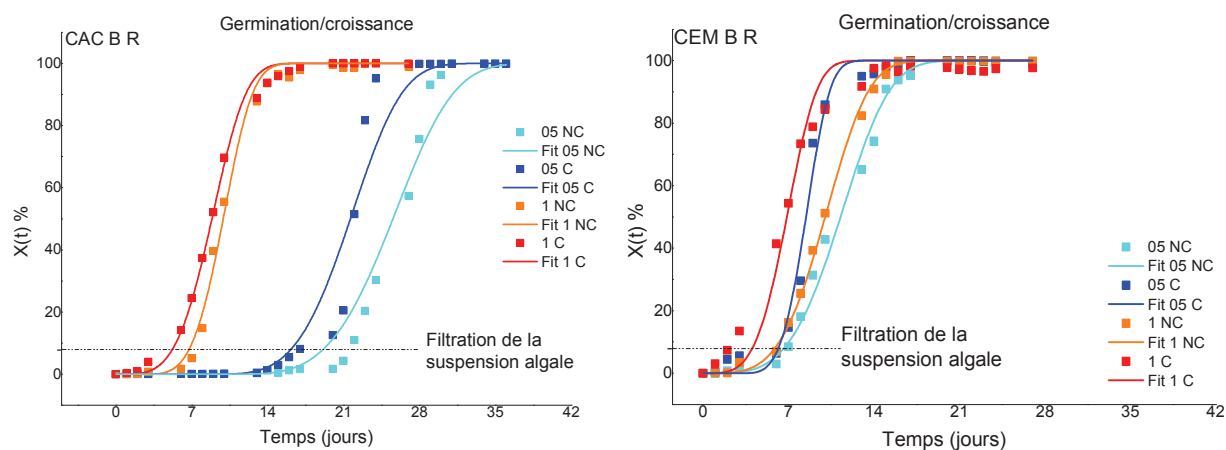 Germination/croissance
CAC B R
100
80
60
40
20
0
X(t) %
05 NC
Fit 05 NC
05 C
Fit 05 C
1 NC
Fit 1 NC
1 C
Fit 1 C
Filtration de la
suspension algale
0 7 14 21 28 35 42
Temps (jours)
Germination/croissance
CEM B R
100
80
60
40
20
0
X(t) %
05 NC
Fit 05 NC
05 C
Fit 05 C
1 NC
Fit 1 NC
1 C
Fit 1 C
Filtration de la
suspension algale
0 7 14 21 28 35 42
Temps (jours)